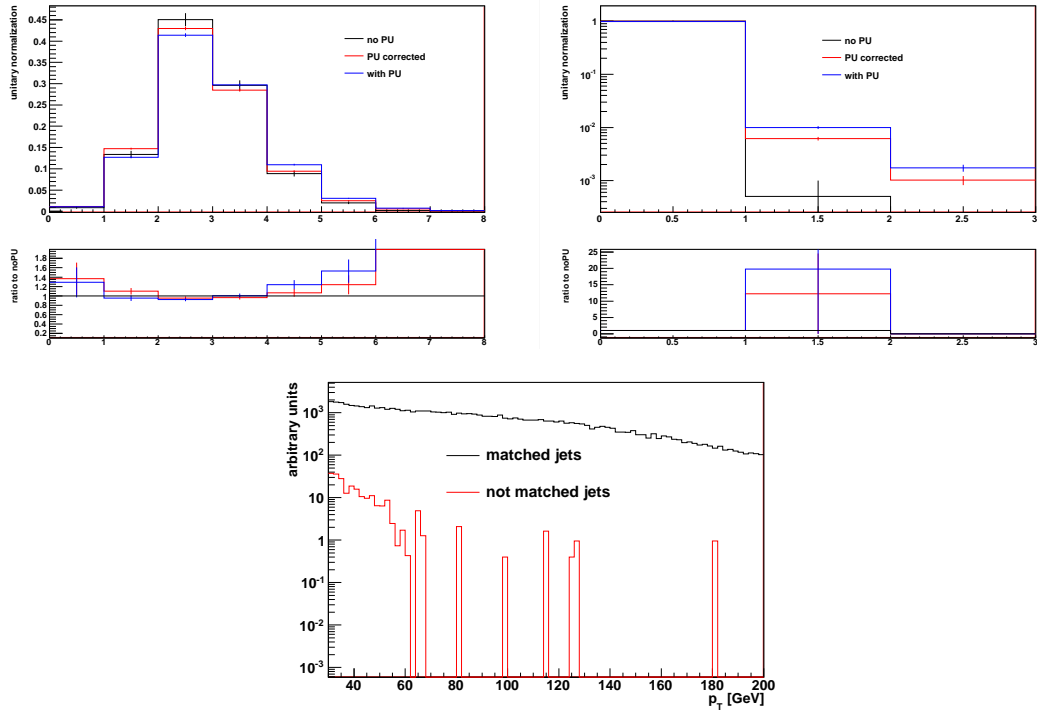 unitary normalization
0.45
0.4
0.35
0.3
0.25
0.2
0.15
0.1
0.05
0
0 1 2 3 4 5 6 7 8
no PU
PU corrected
with PU
ratio to noPU
1.8
1.6
1.4
1.2
1.0
0.8
0.6
0.4
0.2
0 1 2 3 4 5 6 7 8
unitary normalization
1
10^-1
10^-2
10^-3
0 0.5 1 1.5 2 2.5 3
no PU
PU corrected
with PU
ratio to noPU
25
20
15
10
5
0
0 0.5 1 1.5 2 2.5 3
arbitrary units
10^3
10^2
10
1
10^-1
10^-2
10^-3
matched jets
not matched jets
40 60 80 100 120 140 160 180 200
p_T [GeV]